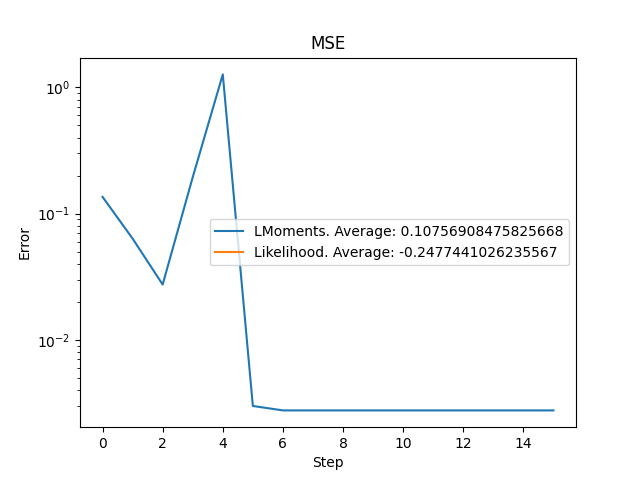 MSE
10⁰
10⁻¹
10⁻²
Error
LMoments. Average: 0.10756908475825668
Likelihood. Average: -0.2477441026235567
0 2 4 6 8 10 12 14
Step